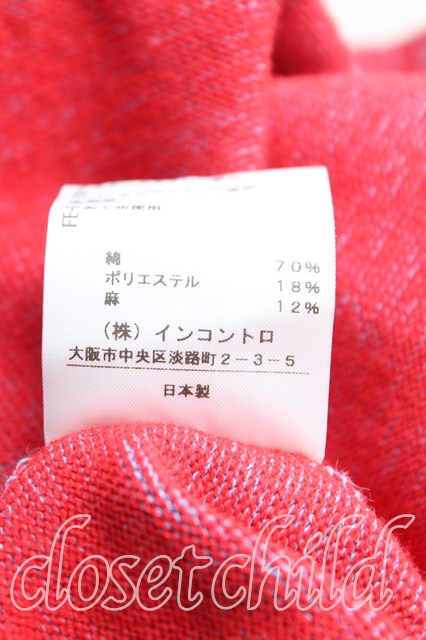 綿 70%
ポリエステル 18%
麻 12%
(株) インコントロ
大阪市中央区淡路町2-3-5
日本製
closetchild